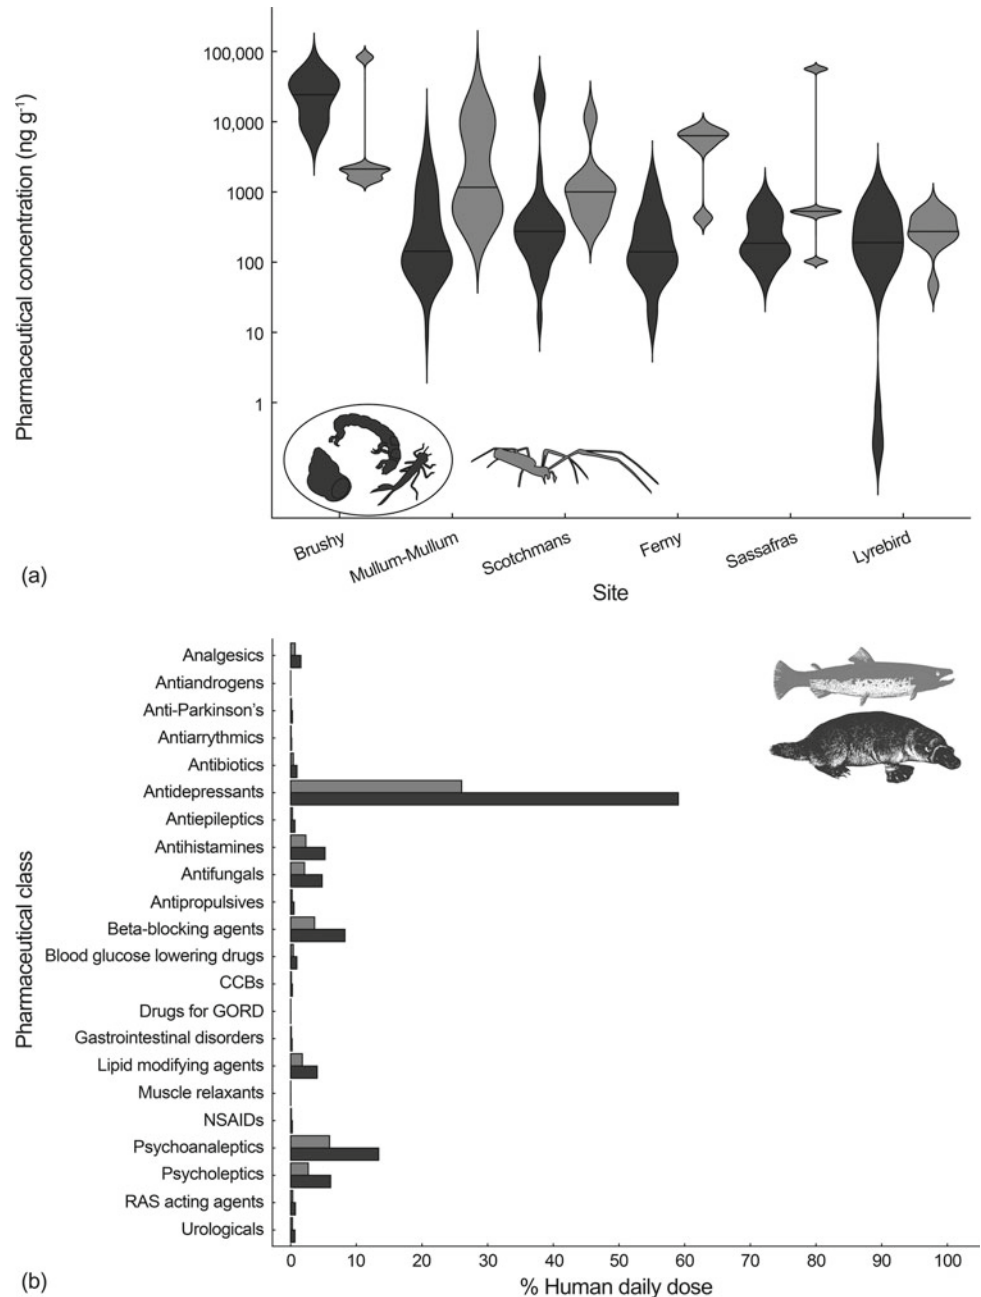 Pharmaceutical concentration (ng g⁻¹)
100,000
10,000
1000
100
10
1
Brushy
Mullum-Mullum
Scotchmans
Ferny
Sassafras
Lyrebird
(a)
Site
Pharmaceutical class
Analgesics
Antiandrogens
Anti-Parkinson's
Antiarrythmics
Antibiotics
Antidepressants
Antiepileptics
Antihistamines
Antifungals
Antipropulsives
Beta-blocking agents
Blood glucose lowering drugs
CCBs
Drugs for GORD
Gastrointestinal disorders
Lipid modifying agents
Muscle relaxants
NSAIDs
Psychoanaleptics
Psycholeptics
RAS acting agents
Urologicals
0 10 20 30 40 50 60 70 80 90 100
(b)
% Human daily dose